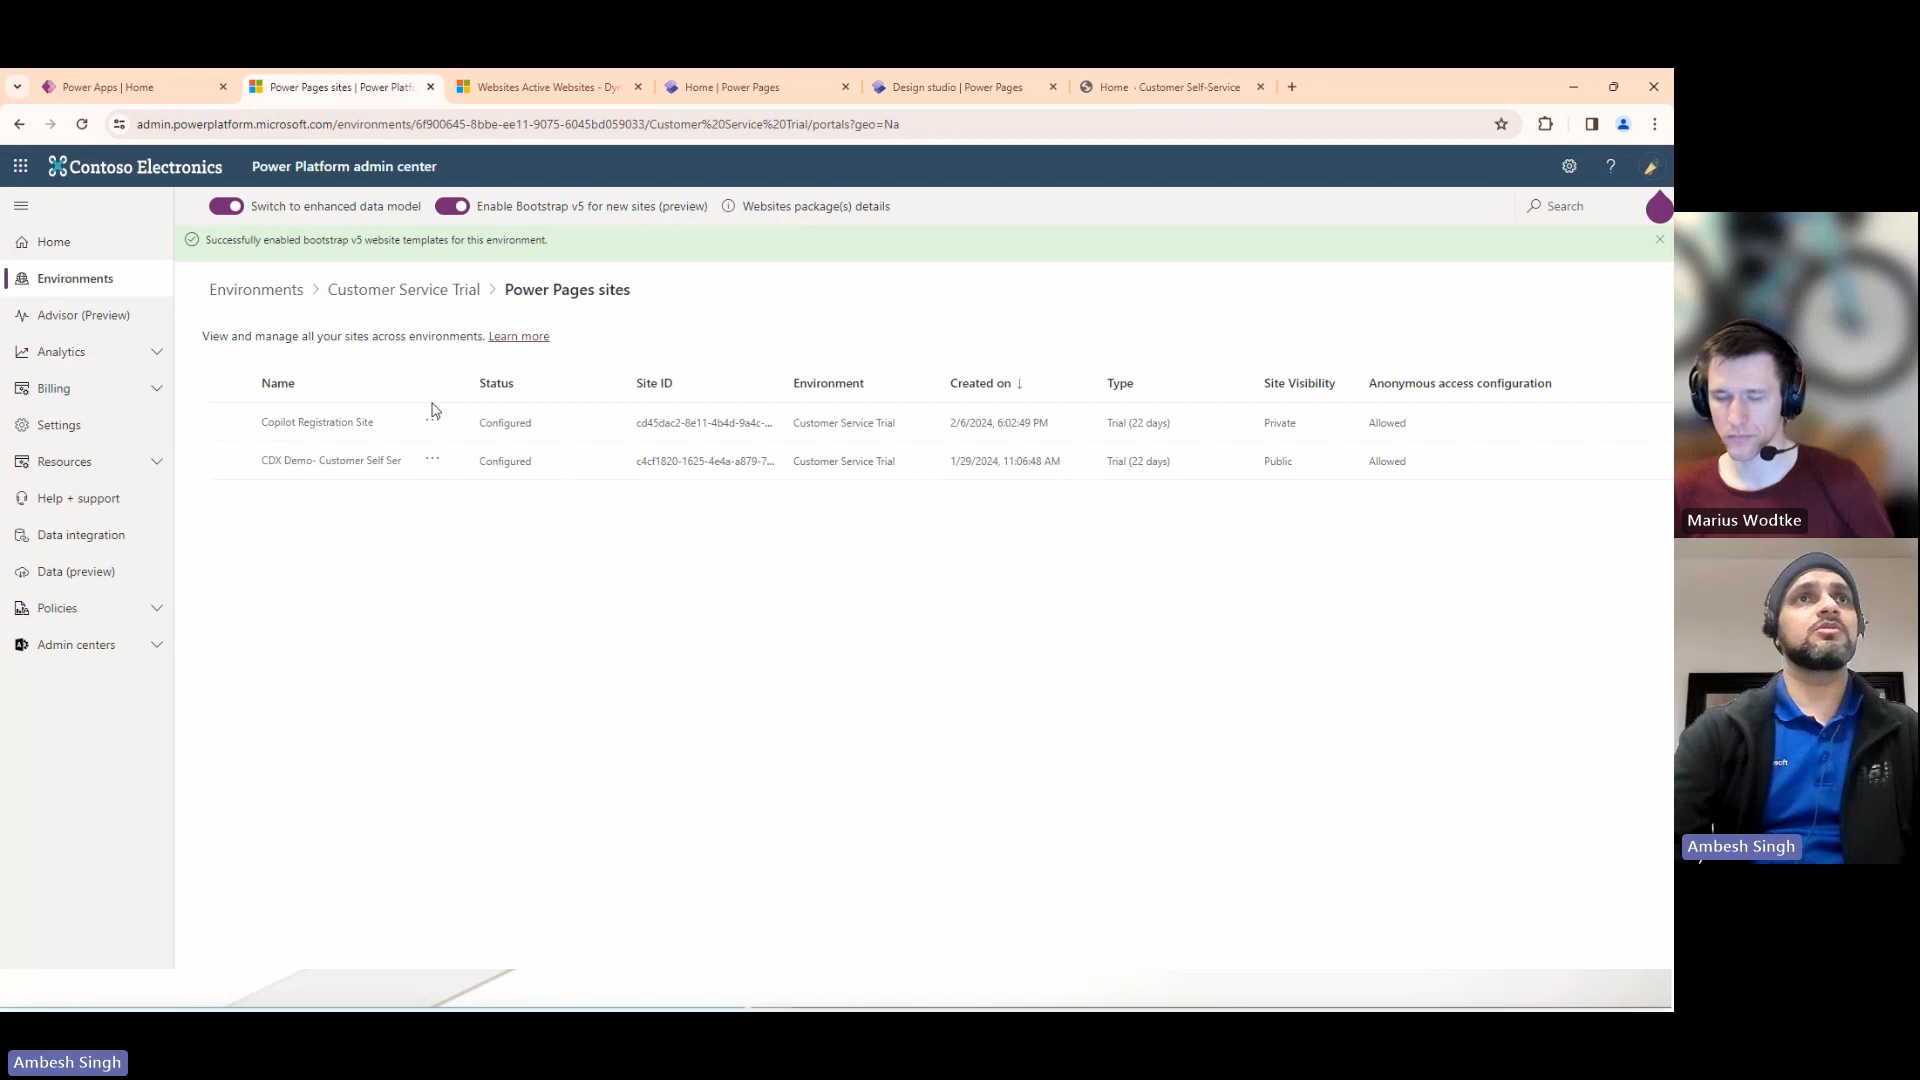 Power Apps | Home
Power Pages sites | Power Platf
Websites Active Websites - Dyn
Home | Power Pages
Design studio | Power Pages
Home · Customer Self-Service
admin.powerplatform.microsoft.com/environments/6f900645-8bbe-ee11-9075-6045bd059033/Customer%20Service%20Trial/portals?geo=Na
Contoso Electronics
Power Platform admin center
Switch to enhanced data model
Enable Bootstrap v5 for new sites (preview)
Websites package(s) details
Search
Successfully enabled bootstrap v5 website templates for this environment.
Home
Environments
Advisor (Preview)
Analytics
Billing
Settings
Resources
Help + support
Data integration
Data (preview)
Policies
Admin centers
Environments > Customer Service Trial > Power Pages sites
View and manage all your sites across environments. Learn more
Name Status Site ID Environment Created on ↓ Type Site Visibility Anonymous access configuration
Copilot Registration Site ... Configured cd45dac2-8e11-4b4d-9a4c-... Customer Service Trial 2/6/2024, 6:02:49 PM Trial (22 days) Private Allowed
CDX Demo- Customer Self Ser ... Configured c4cf1820-1625-4e4a-a879-7... Customer Service Trial 1/29/2024, 11:06:48 AM Trial (22 days) Public Allowed
Marius Wodtke
Ambesh Singh
Ambesh Singh